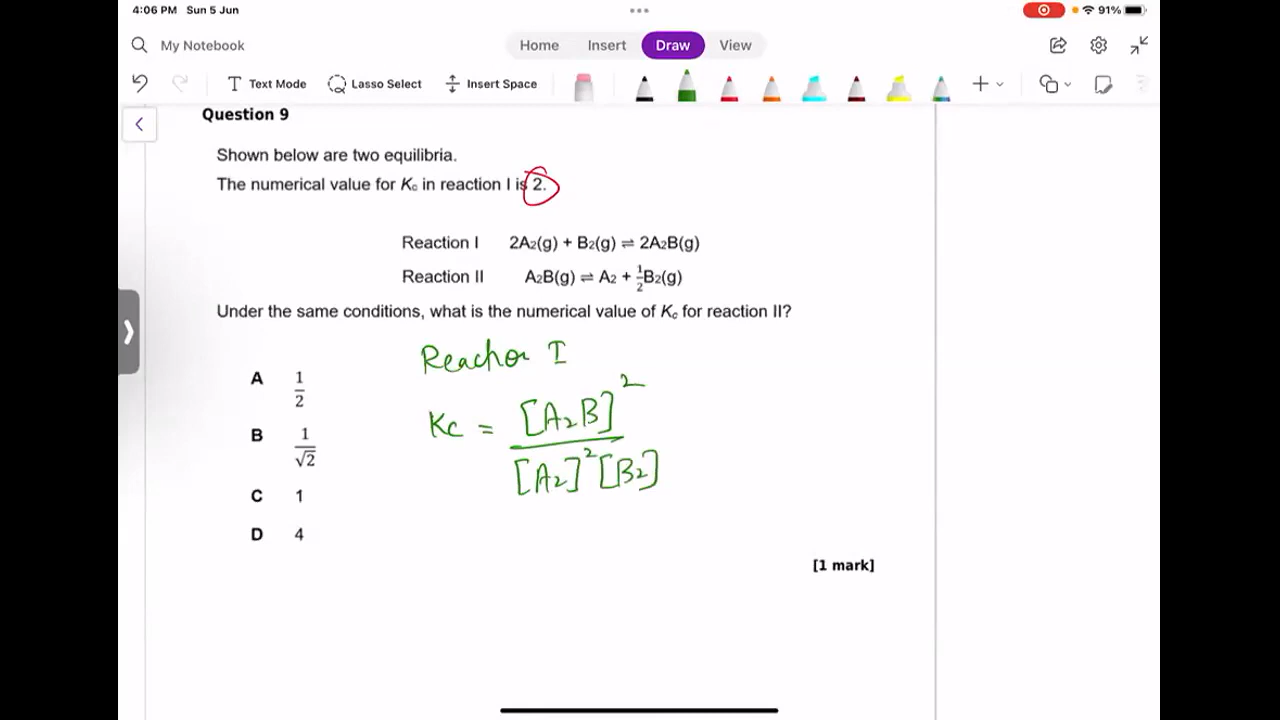 4:06 PM Sun 5 Jun
91%
My Notebook
Home Insert Draw View
Text Mode Lasso Select Insert Space
Question 9
Shown below are two equilibria.
The numerical value for Kc in reaction I is 2.
Reaction I 2A₂(g) + B₂(g) ⇌ 2A₂B(g)
Reaction II A₂B(g) ⇌ A₂ + ½B₂(g)
Under the same conditions, what is the numerical value of Kc for reaction II?
A 1/2
B 1/√2
C 1
D 4
Reaction I
Kc = [A₂B]² / [A₂]² [B₂]
[1 mark]